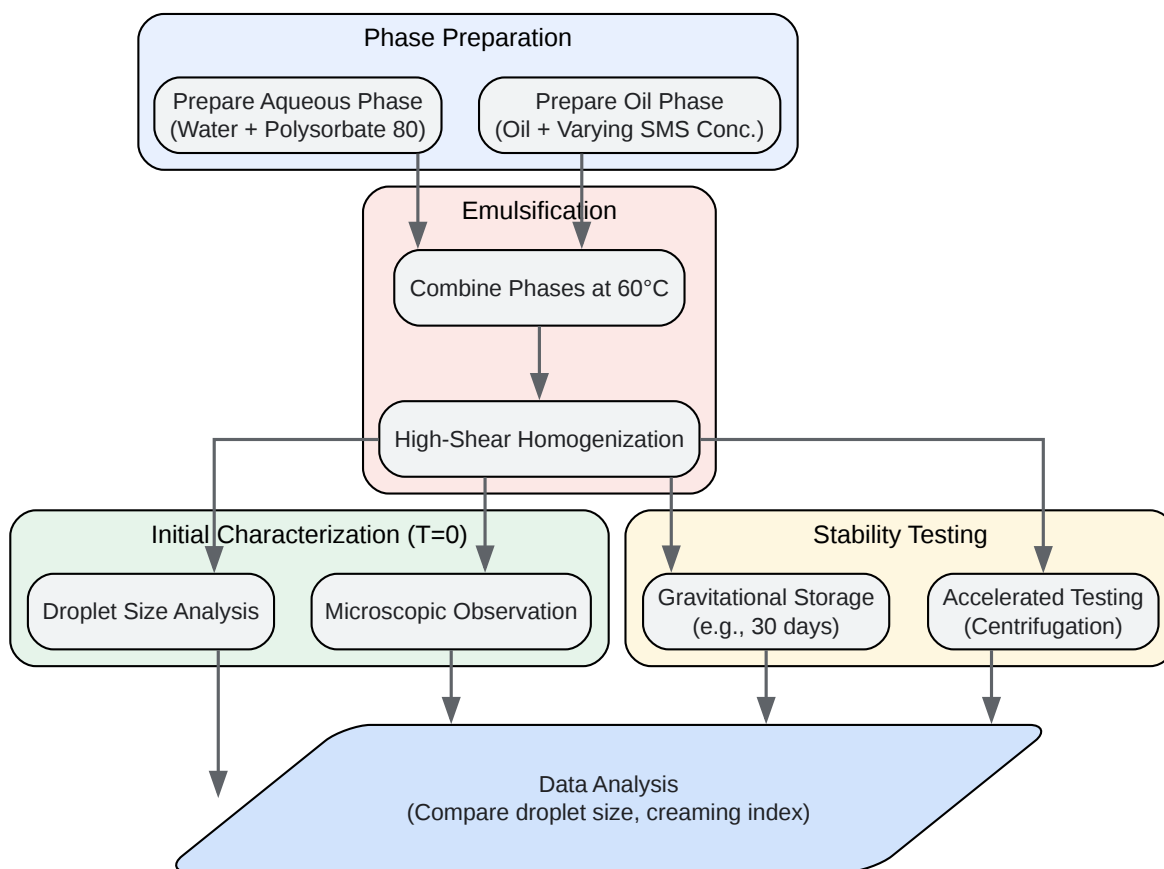 Phase Preparation
Prepare Aqueous Phase
(Water + Polysorbate 80)
Prepare Oil Phase
(Oil + Varying SMS Conc.)
Emulsification
Combine Phases at 60°C
High-Shear Homogenization
Initial Characterization (T=0)
Droplet Size Analysis
Microscopic Observation
Stability Testing
Gravitational Storage
(e.g., 30 days)
Accelerated Testing
(Centrifugation)
Data Analysis
(Compare droplet size, creaming index)